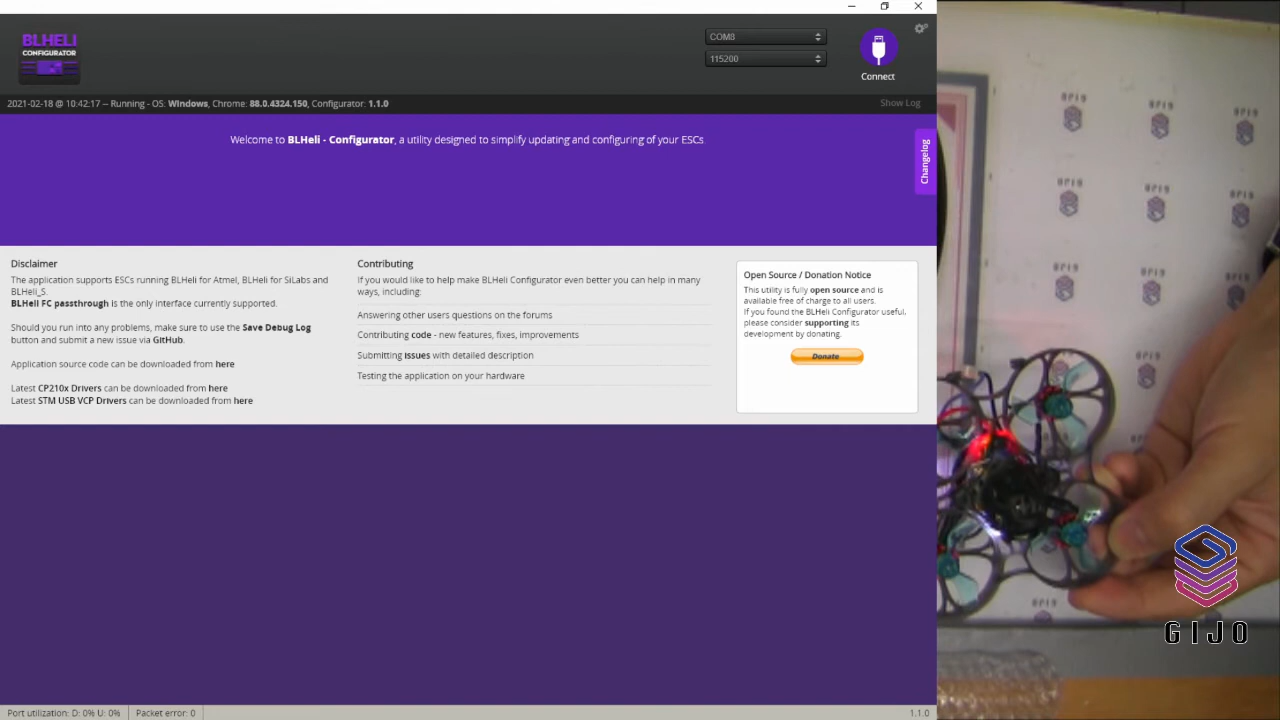 BLHELI
CONFIGURATOR
COM8
115200
Connect
2021-02-18 @ 10:42:17 -- Running - OS: Windows, Chrome: 88.0.4324.150, Configurator: 1.1.0
Show Log
Welcome to BLHeli - Configurator, a utility designed to simplify updating and configuring of your ESCs.
Changelog
Disclaimer
The application supports ESCs running BLHeli for Atmel, BLHeli for SiLabs and
BLHeli_S.
BLHeli FC passthrough is the only interface currently supported.
Should you run into any problems, make sure to use the Save Debug Log
button and submit a new issue via GitHub.
Application source code can be downloaded from here
Latest CP210x Drivers can be downloaded from here
Latest STM USB VCP Drivers can be downloaded from here
Contributing
If you would like to help make BLHeli Configurator even better you can help in many
ways, including:
Answering other users questions on the forums
Contributing code - new features, fixes, improvements
Submitting issues with detailed description
Testing the application on your hardware
Open Source / Donation Notice
This utility is fully open source and is
available free of charge to all users.
If you found the BLHeli Configurator useful,
please consider supporting its
development by donating.
Donate
GIJO
Port utilization: D: 0% U: 0%
Packet error: 0
1.1.0